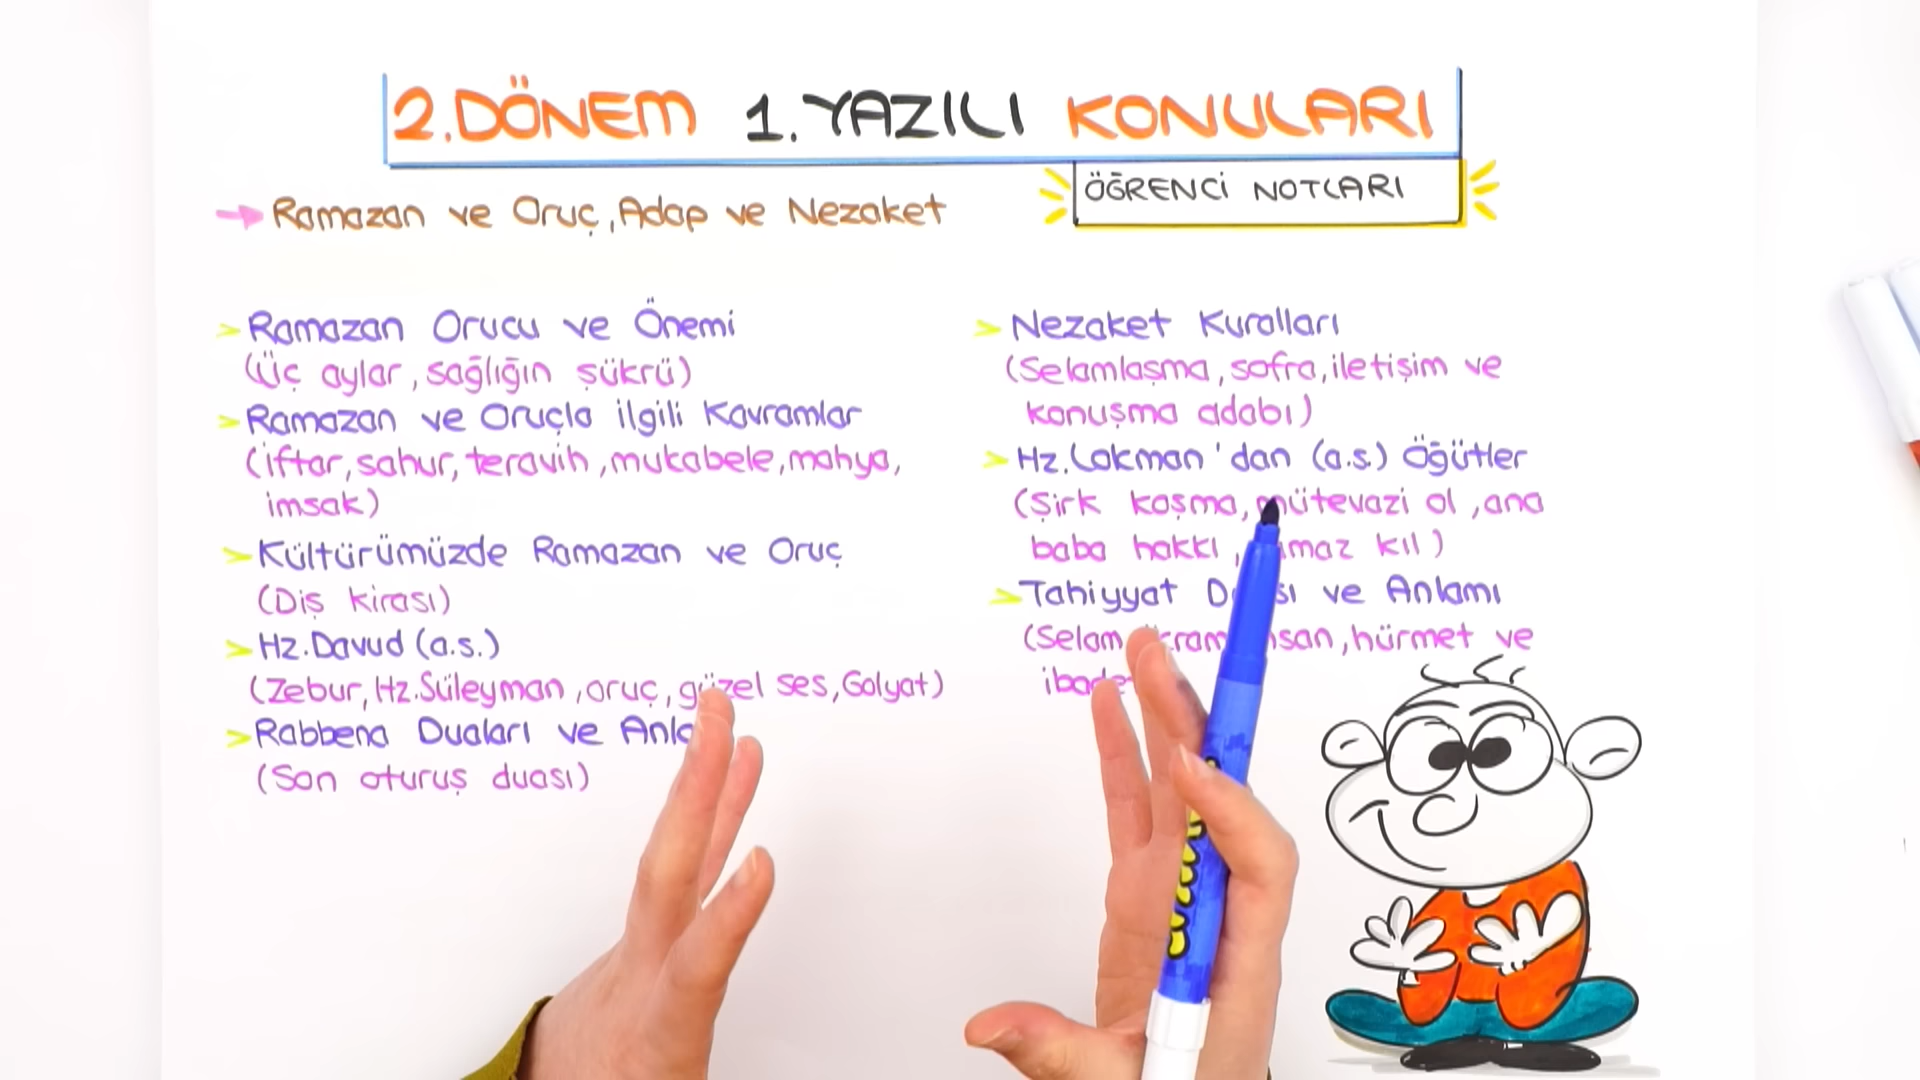 2.DÖNEM 1.YAZILI KONULARI
ÖĞRENCİ NOTLARI
Ramazan ve Oruç, Adap ve Nezaket
> Ramazan Orucu ve Önemi
(Üç aylar, sağlığın şükrü)
> Ramazan ve Oruçla ilgili Kavramlar
(iftar, sahur, teravih, mukabele, mahya,
imsak)
> Kültürümüzde Ramazan ve Oruç
(Diş kirası)
> Hz.Davud (a.s.)
(Zebur, Hz.Süleyman, oruç, güzel ses, Golyat)
> Rabbena Duaları ve
(Son oturuş duası)
> Nezaket Kuralları
(Selamlaşma, sofra, iletişim ve
konuşma adabı)
> Hz.Lokman'dan (a.s.) Öğütler
(Şirk koşma, mütevazi ol, ana
baba hakkı, kıl)
> Tahiyyat ve Anlamı
(Selam hürmet ve